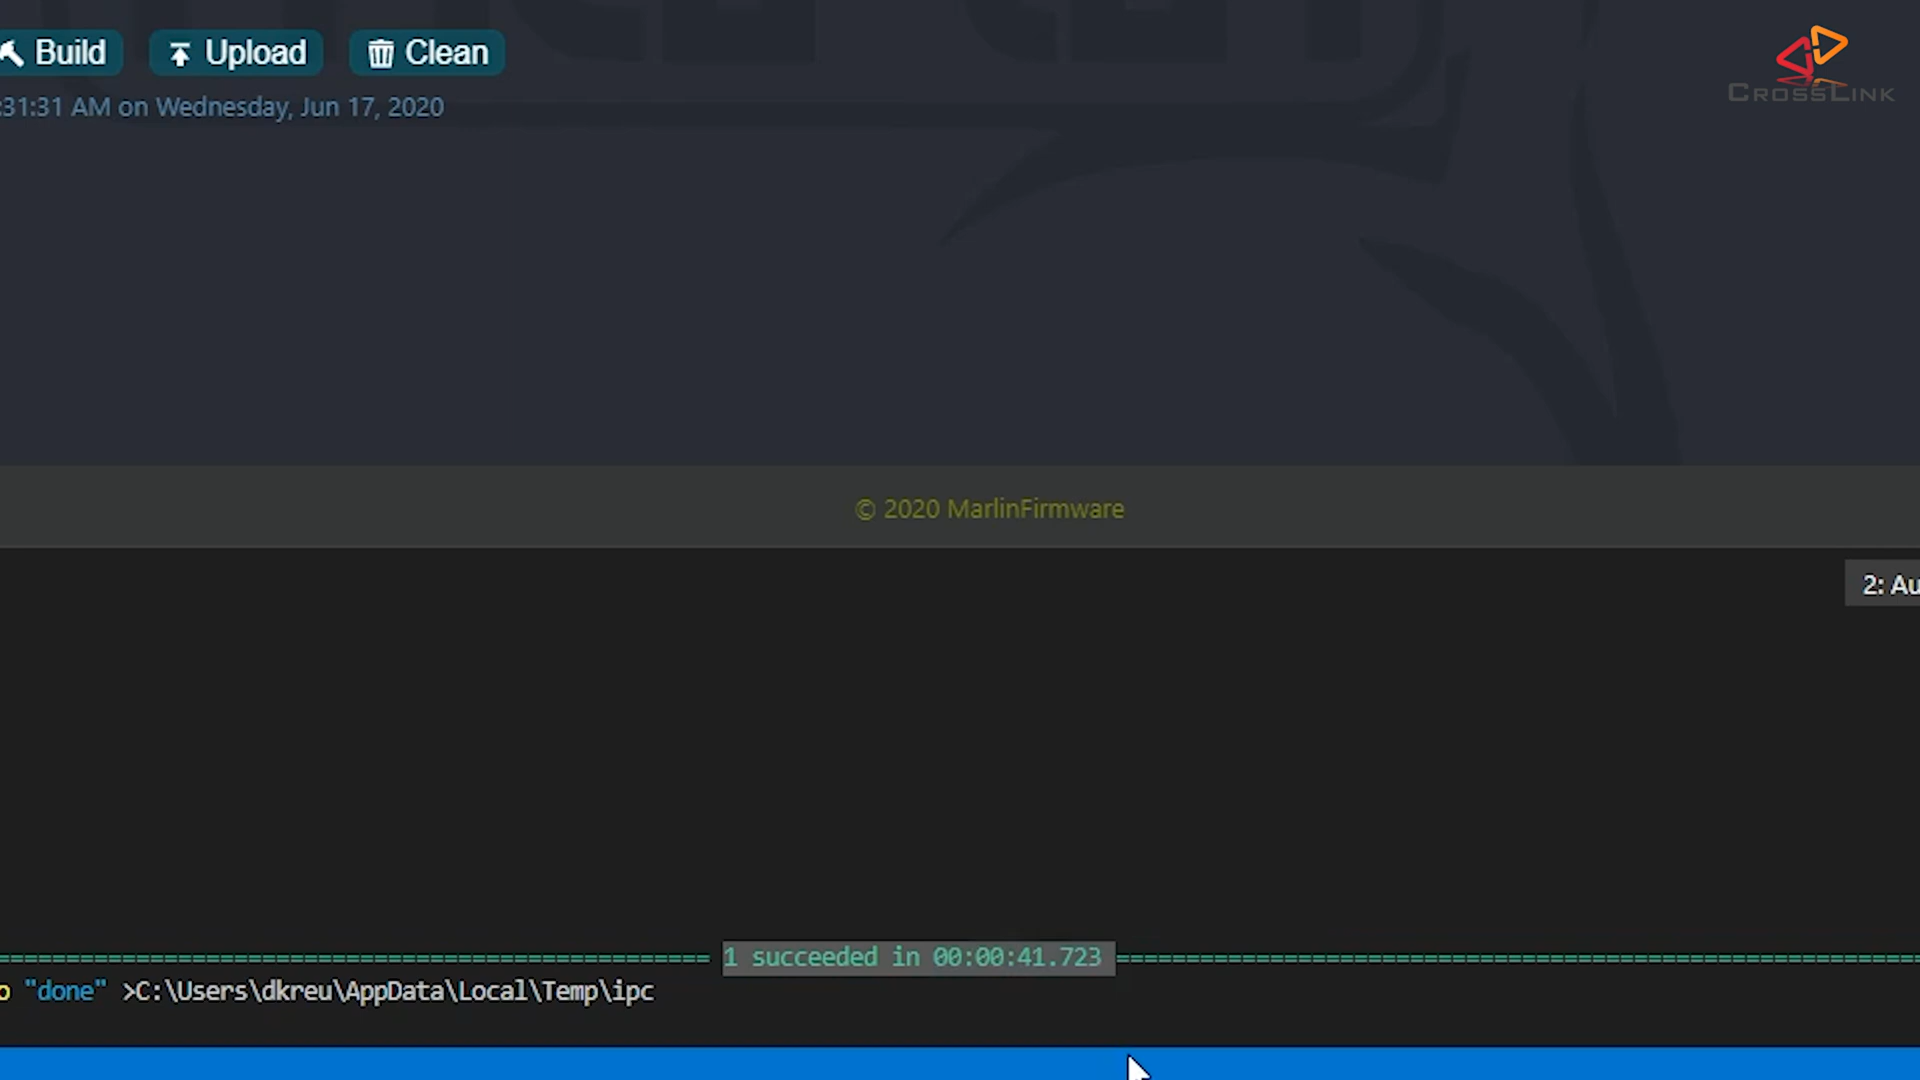 Build Upload Clean
:31:31 AM on Wednesday, Jun 17, 2020
CROSSLINK
© 2020 MarlinFirmware
2: Au
1 succeeded in 00:00:41.723
o "done" >C:\Users\dkreu\AppData\Local\Temp\ipc